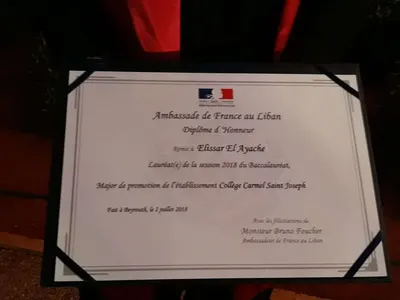 Ambassade de France au Liban
Diplôme d'Honneur
Remis à Elissar El Ayache
Lauréat(e) de la session 2018 du Baccalauréat,
Major de promotion de l'établissement Collège Carmel Saint Joseph
Fait à Beyrouth, le 2 juillet 2018
Avec les félicitations de
Monsieur Bruno Foucher
Ambassadeur de France au Liban